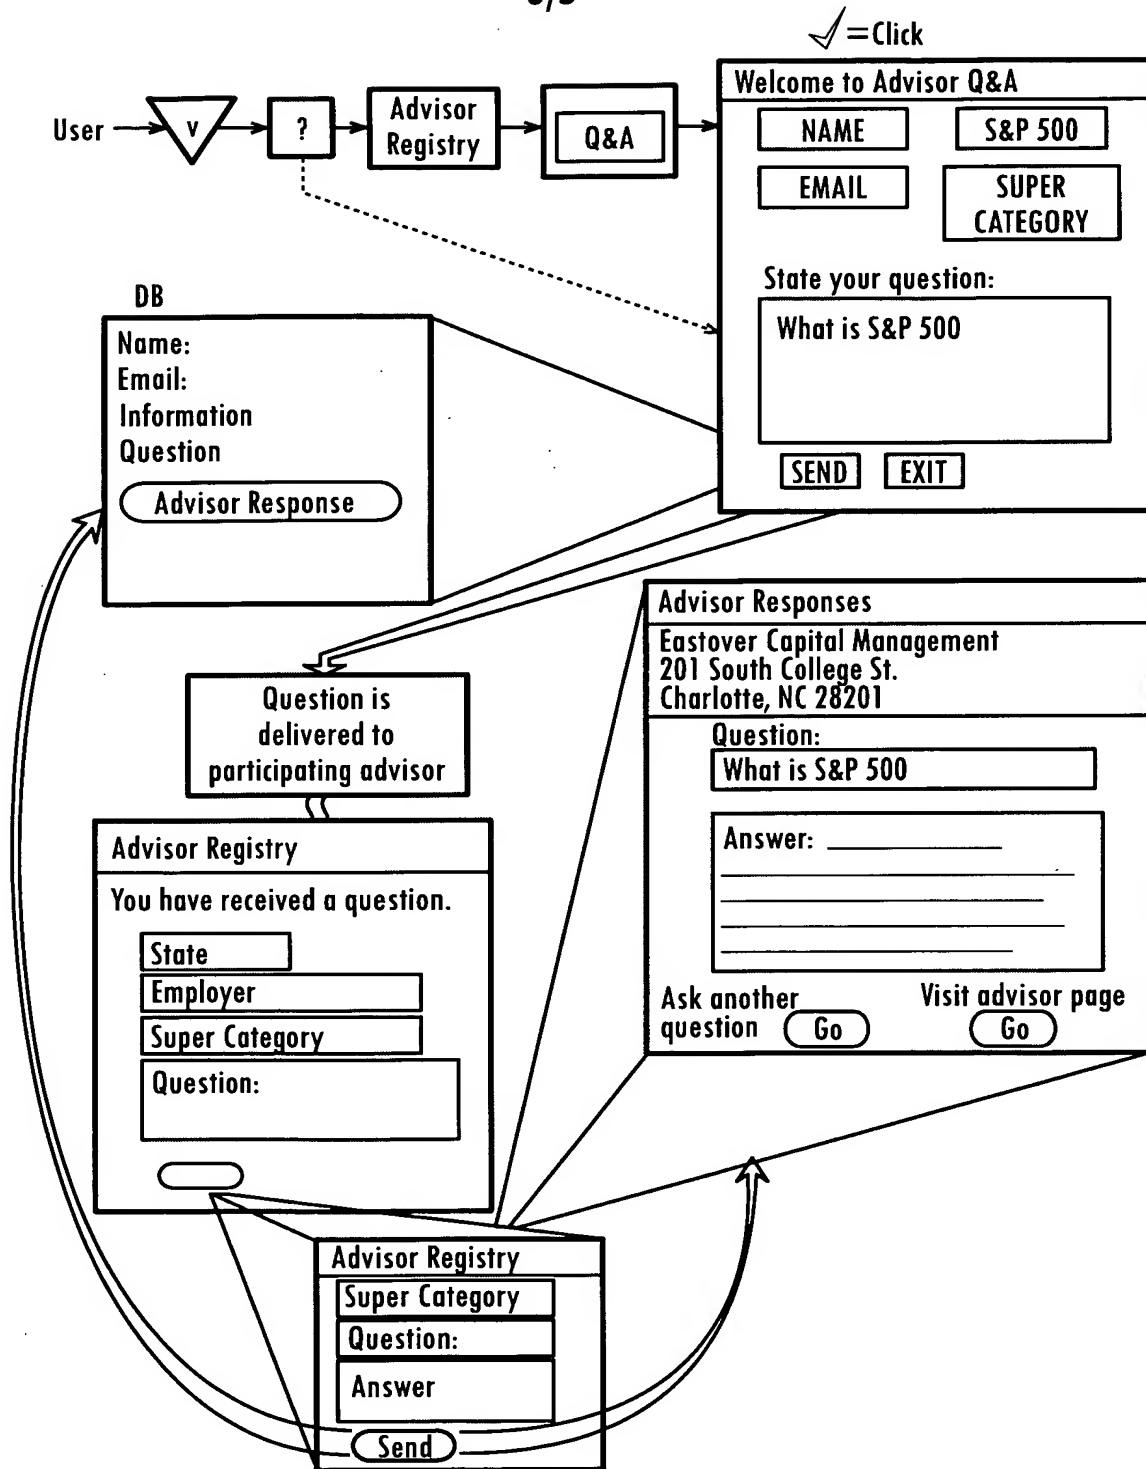 =Click
User
v
?
Advisor
Registry
Q&A
Welcome to Advisor Q&A
NAME
S&P 500
EMAIL
SUPER
CATEGORY
State your question:
What is S&P 500
SEND
EXIT
DB
Name:
Email:
Information
Question
Advisor Response
Question is
delivered to
participating advisor
Advisor Registry
You have received a question.
State
Employer
Super Category
Question:
Advisor Responses
Eastover Capital Management
201 South College St.
Charlotte, NC 28201
Question:
What is S&P 500
Answer:
Ask another
question
Go
Visit advisor page
Go
Advisor Registry
Super Category
Question:
Answer
Send